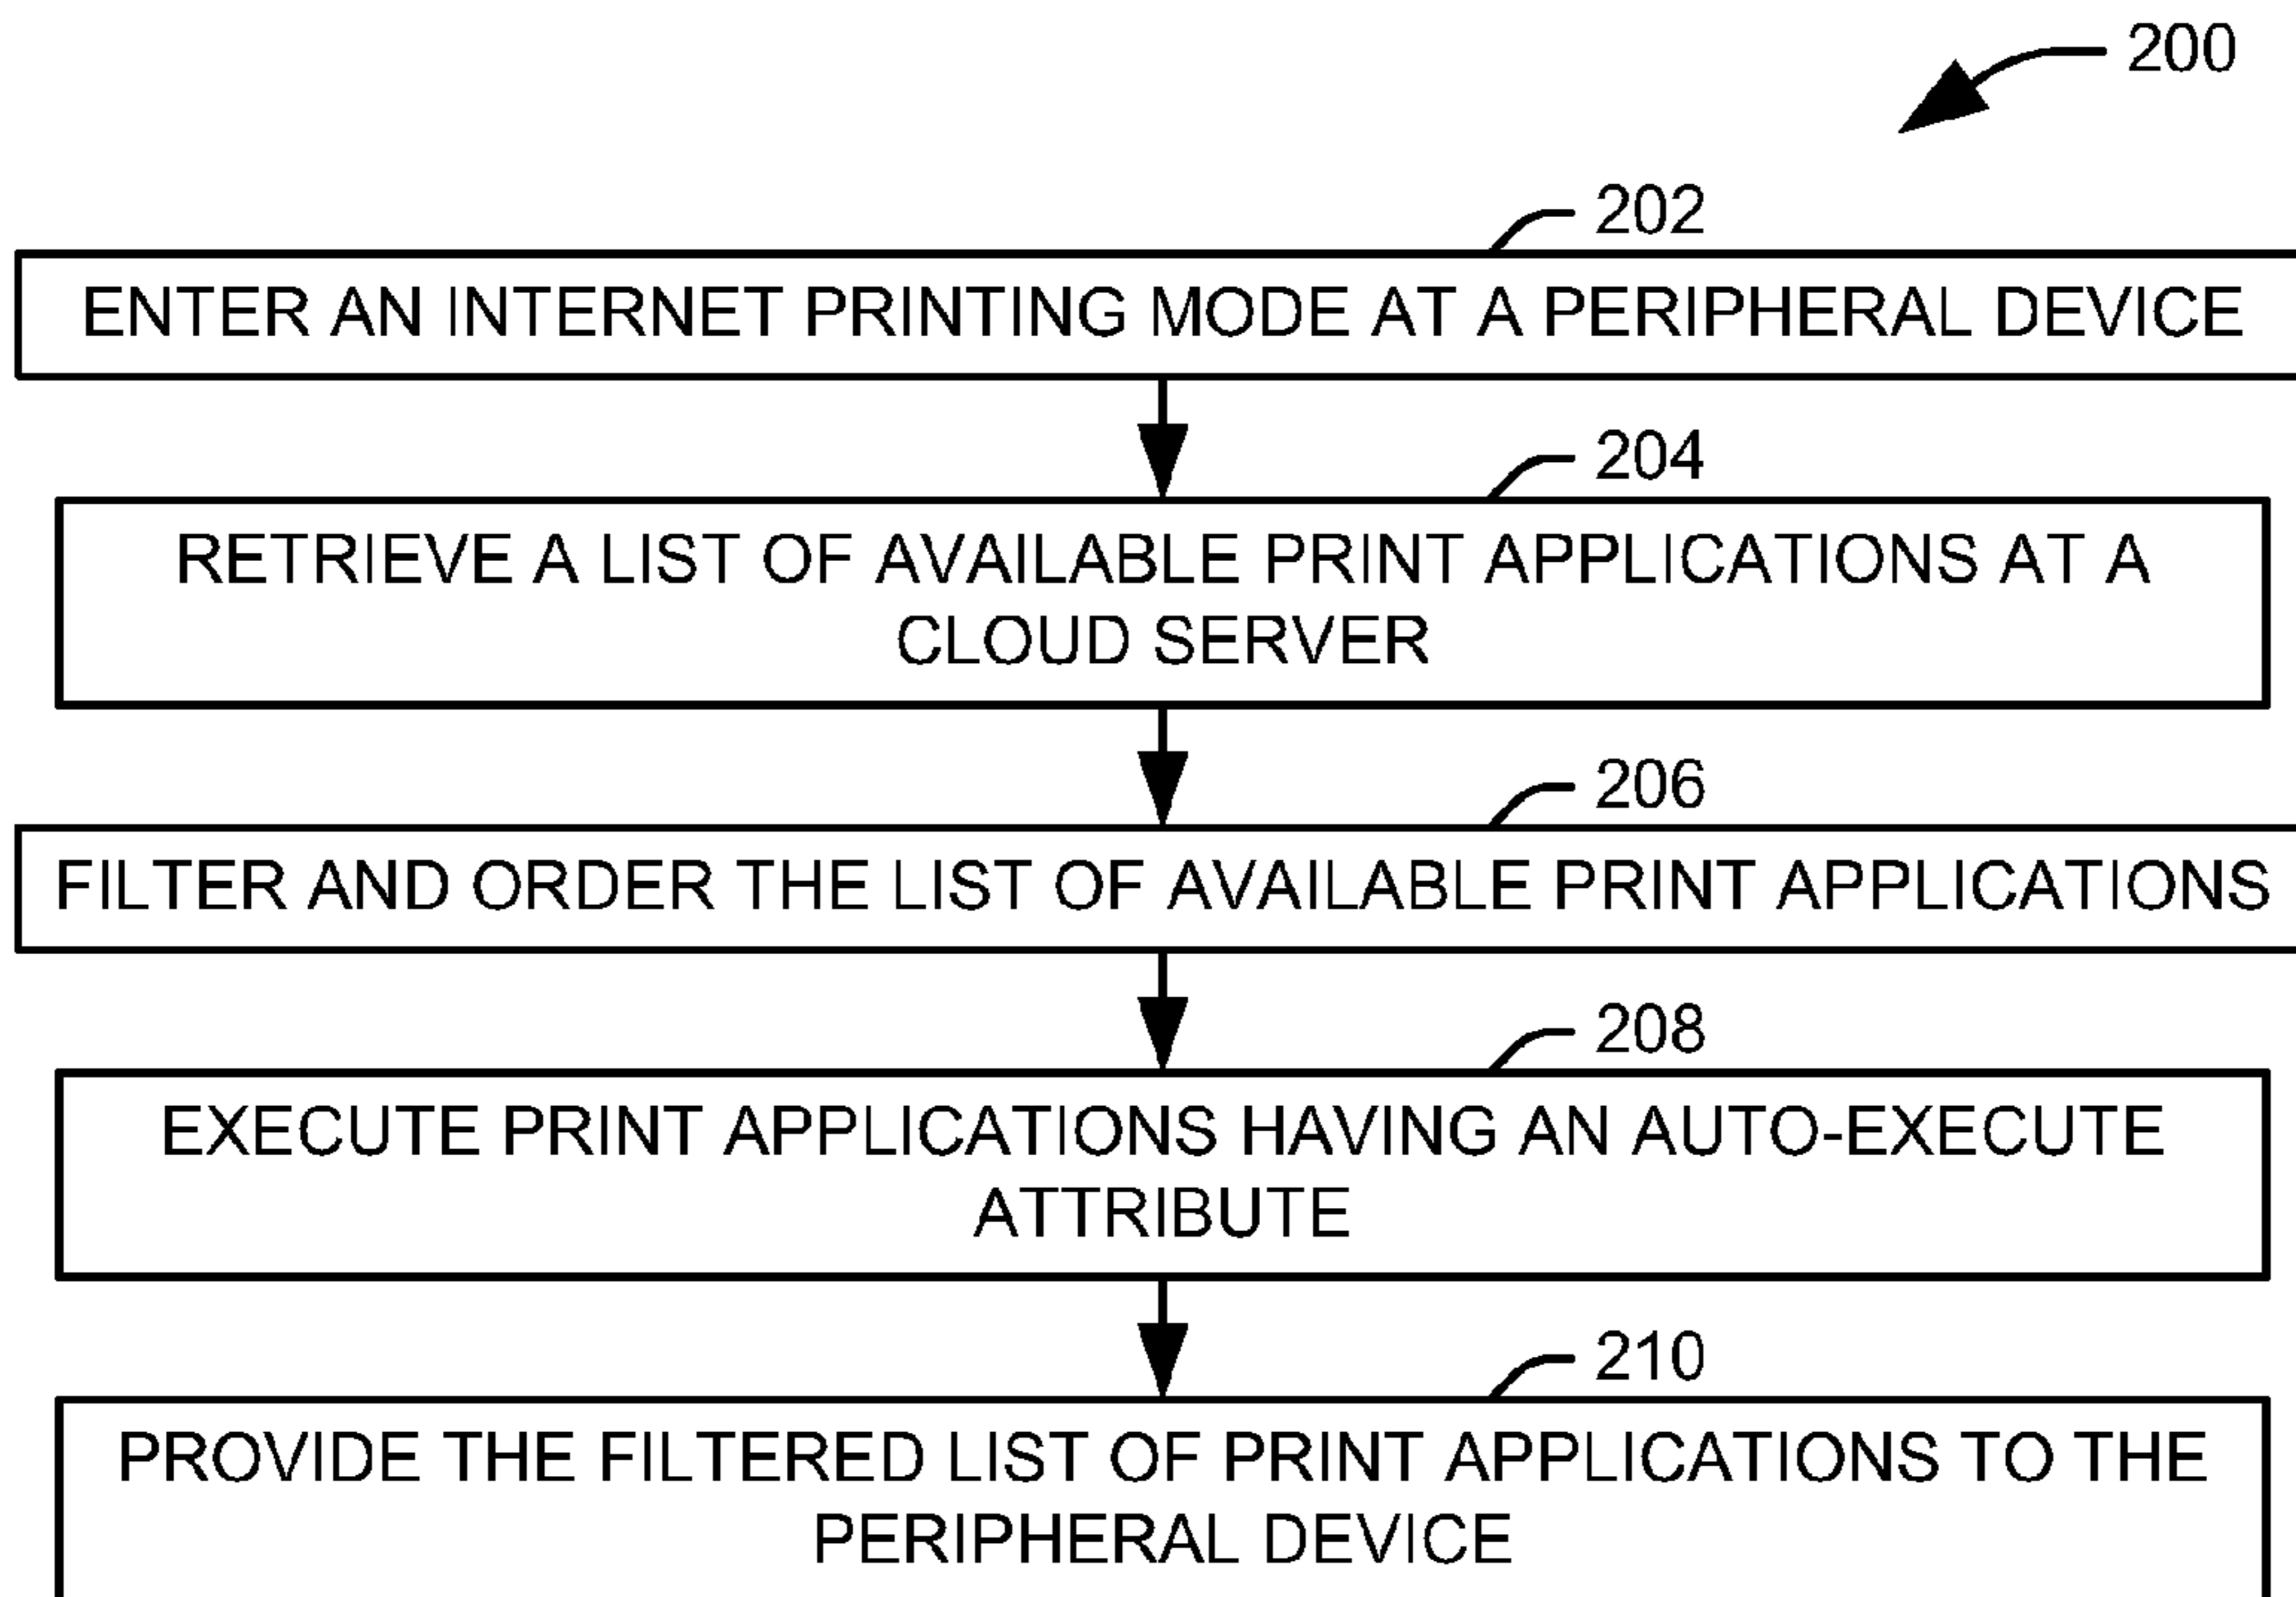 200
202
ENTER AN INTERNET PRINTING MODE AT A PERIPHERAL DEVICE
204
RETRIEVE A LIST OF AVAILABLE PRINT APPLICATIONS AT A
CLOUD SERVER
206
FILTER AND ORDER THE LIST OF AVAILABLE PRINT APPLICATIONS
208
EXECUTE PRINT APPLICATIONS HAVING AN AUTO-EXECUTE
ATTRIBUTE
210
PROVIDE THE FILTERED LIST OF PRINT APPLICATIONS TO THE
PERIPHERAL DEVICE